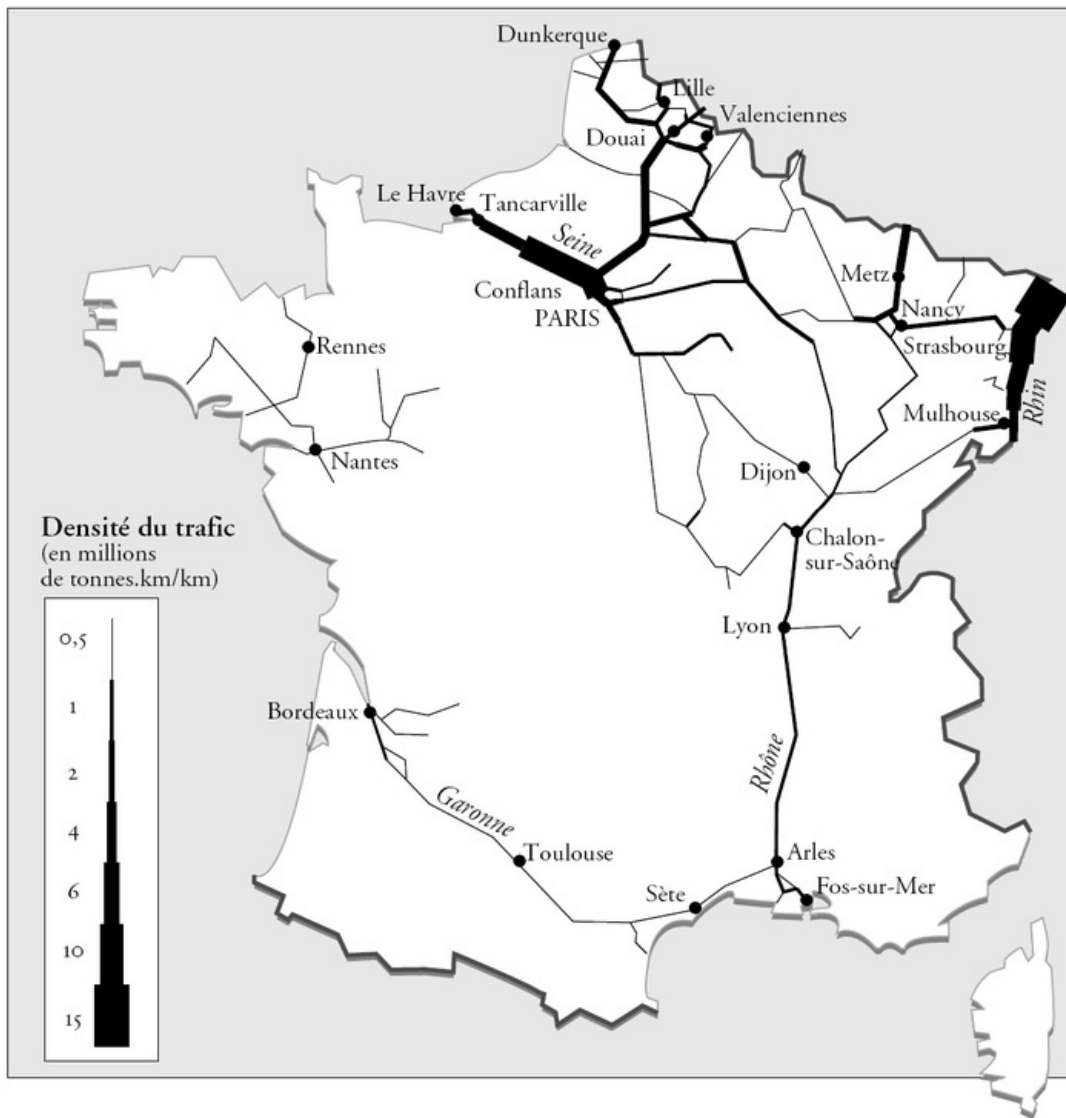 Dunkerque
Lille
Valenciennes
Douai
Le Havre
Tancarville
Seine
Metz
Conflans
PARIS
Nancy
Strasbourg
Rennes
Rhin
Mulhouse
Nantes
Dijon
Densité du trafic
(en millions
de tonnes.km/km)
Chalon-
sur-Saône
0,5
Lyon
1
Bordeaux
2
Rhône
Garonne
4
Arles
Toulouse
Fos-sur-Mer
6
Sète
10
15